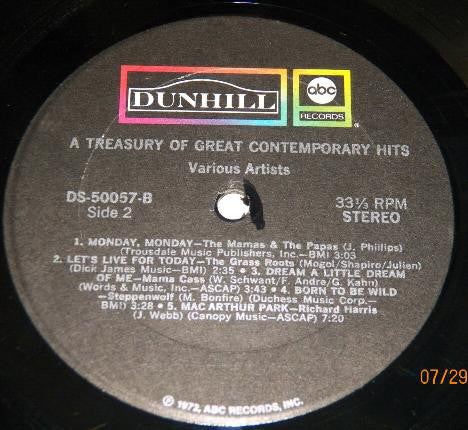 DUNHILL
abc
RECORDS
A TREASURY OF GREAT CONTEMPORARY HITS
Various Artists
DS-50057-B
Side 2
33⅓ RPM
STEREO
1. MONDAY, MONDAY—The Mamas & The Papas (J. Phillips)
(Trousdale Music Publishers, Inc.—BMI) 3:03
2. LET'S LIVE FOR TODAY—The Grass Roots (Mogol/Shapiro/Julien)
(Dick James Music—BMI) 2:35 • 3. DREAM A LITTLE DREAM
OF ME—Mama Cass (W. Schwant/F. Andre/G. Kahn)
(Words & Music, Inc.—ASCAP) 3:43 • 4. BORN TO BE WILD
—Steppenwolf (M. Bonfire) (Duchess Music Corp.—
BMI) 3:28 • 5. MAC ARTHUR PARK—Richard Harris
(J. Webb) (Canopy Music—ASCAP) 7:20
℗ 1972, ABC RECORDS, INC.
07/29